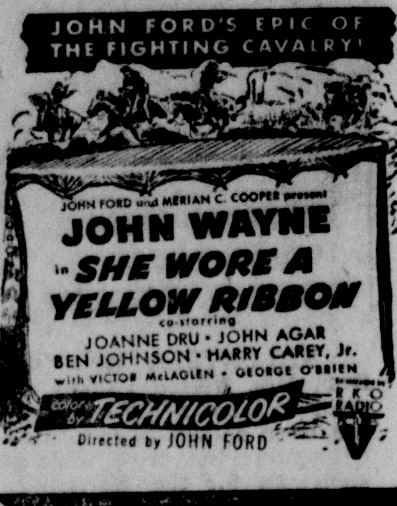 JOHN FORD'S EPIC OF
THE FIGHTING CAVALRY!
JOHN FORD and MERIAN C. COOPER present
JOHN WAYNE
in SHE WORE A
YELLOW RIBBON
co-starring
JOANNE DRU • JOHN AGAR
BEN JOHNSON • HARRY CAREY, Jr.
with VICTOR McLAGLEN • GEORGE O'BRIEN
color by TECHNICOLOR
Directed by JOHN FORD
RKO
RADIO